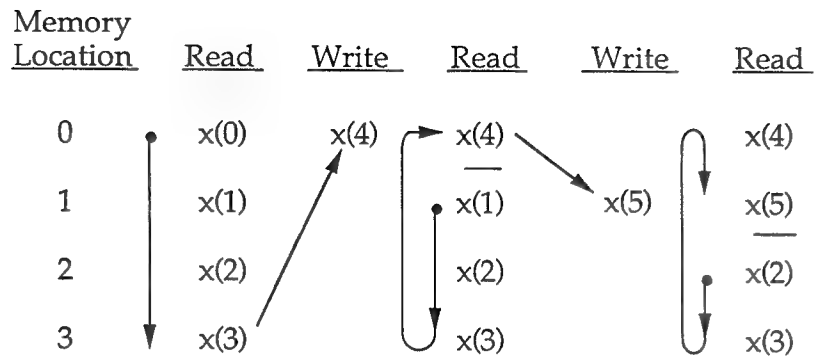 Memory
Location Read Write Read Write Read
0 x(0) x(4) x(4) x(4)
1 x(1) x(1) x(5) x(5)
2 x(2) x(2) x(2)
3 x(3) x(3) x(3)